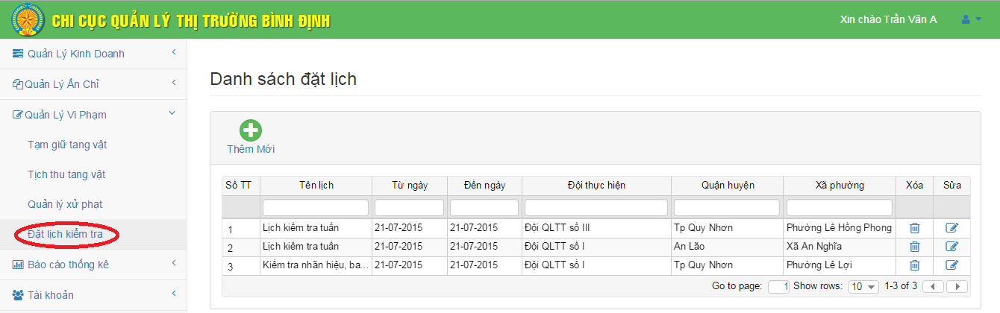 CHI CỤC QUẢN LÝ THỊ TRƯỜNG BÌNH ĐỊNH
Xin chào Trần Văn A
QLTT
Quản Lý Kinh Doanh
Quản Lý Ấn Chỉ
Quản Lý Vi Phạm
Tạm giữ tang vật
Tịch thu tang vật
Quản lý xử phạt
Đặt lịch kiểm tra
Báo cáo thống kê
Tài khoản
Danh sách đặt lịch
Thêm Mới
Số TT Tên lịch Từ ngày Đến ngày Đội thực hiện Quận huyện Xã phường Xóa Sửa
1 Lịch kiểm tra tuần 21-07-2015 21-07-2015 Đội QLTT số III Tp Quy Nhơn Phường Lê Hồng Phong
2 Lịch kiểm tra tuần 21-07-2015 21-07-2015 Đội QLTT số I An Lão Xã An Nghĩa
3 Kiểm tra nhãn hiệu, ba... 21-07-2015 21-07-2015 Đội QLTT số I Tp Quy Nhơn Phường Lê Lợi
Go to page: 1 Show rows: 10 1-3 of 3